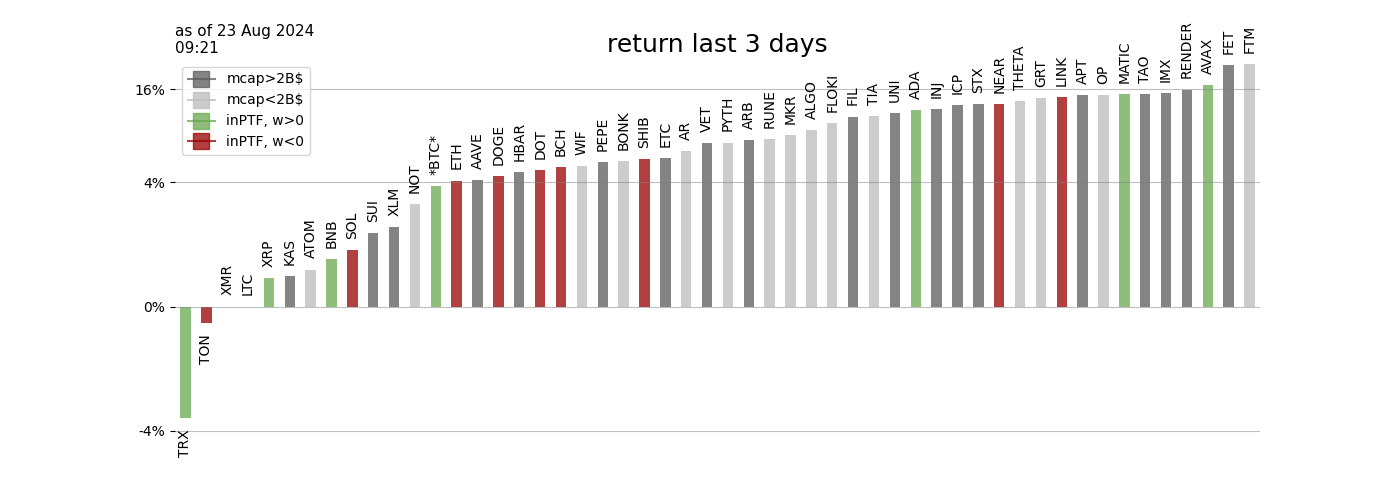 as of 23 Aug 2024
09:21
return last 3 days
mcap>2B$
mcap<2B$
inPTF, w>0
inPTF, w<0
16%
4%
0%
-4%
TRX
TON
XMR
LTC
XRP
KAS
ATOM
BNB
SOL
SUI
XLM
NOT
*BTC*
ETH
AAVE
DOGE
HBAR
DOT
BCH
WIF
PEPE
BONK
SHIB
ETC
AR
VET
PYTH
ARB
RUNE
MKR
ALGO
FLOKI
FIL
TIA
UNI
ADA
INJ
ICP
STX
NEAR
THETA
GRT
LINK
APT
OP
MATIC
TAO
IMX
RENDER
AVAX
FET
FTM